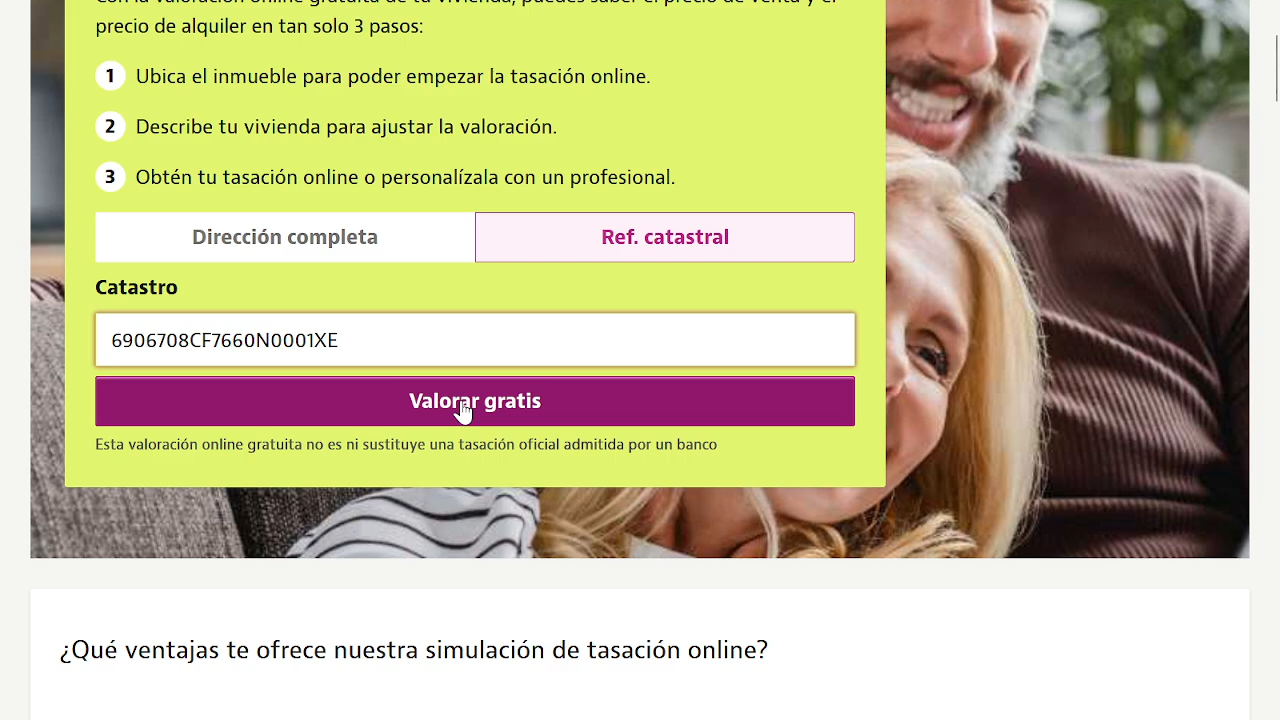 precio de alquiler en tan solo 3 pasos:
1 Ubica el inmueble para poder empezar la tasación online.
2 Describe tu vivienda para ajustar la valoración.
3 Obtén tu tasación online o personalízala con un profesional.
Dirección completa Ref. catastral
Catastro
6906708CF7660N0001XE
Valorar gratis
Esta valoración online gratuita no es ni sustituye una tasación oficial admitida por un banco
¿Qué ventajas te ofrece nuestra simulación de tasación online?